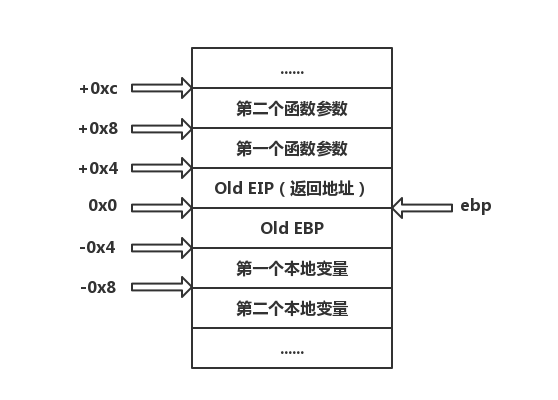 ......
+0xc
第二个函数参数
+0x8
第一个函数参数
+0x4
Old EIP（返回地址）
0x0
ebp
Old EBP
-0x4
第一个本地变量
-0x8
第二个本地变量
......